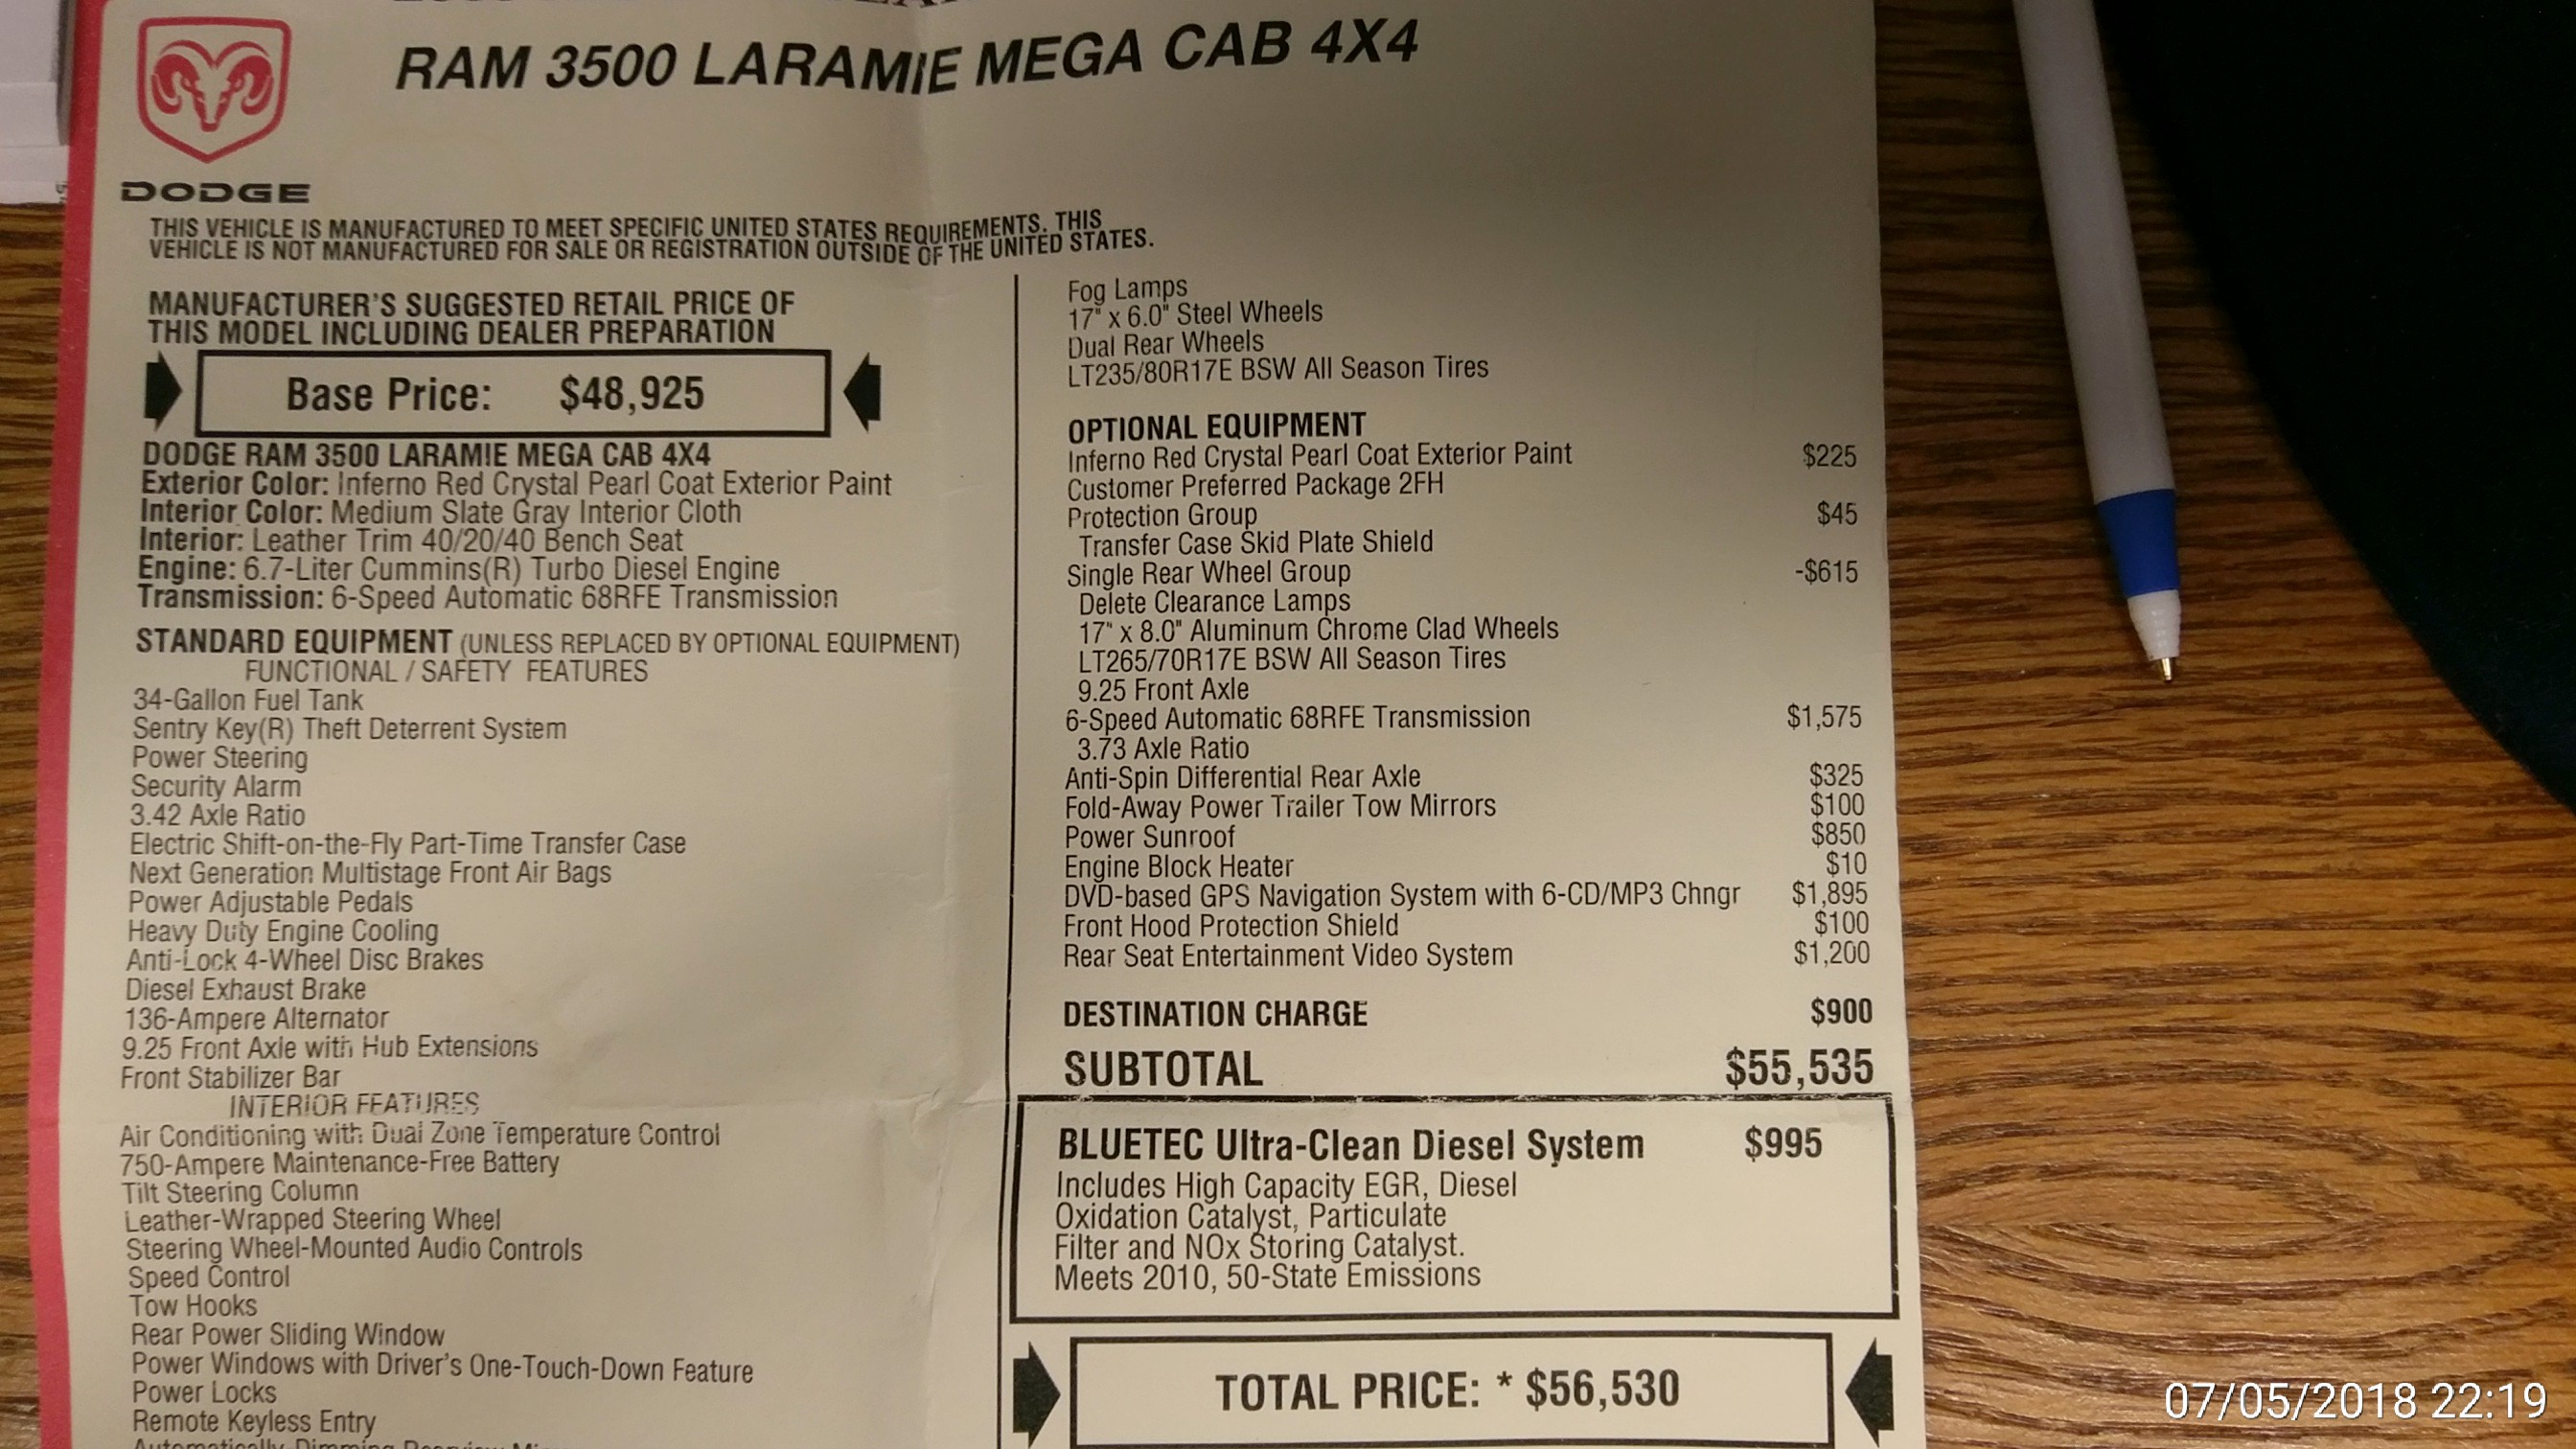 RAM 3500 LARAMIE MEGA CAB 4X4
DODGE
THIS VEHICLE IS MANUFACTURED TO MEET SPECIFIC UNITED STATES REQUIREMENTS. THIS
VEHICLE IS NOT MANUFACTURED FOR SALE OR REGISTRATION OUTSIDE OF THE UNITED STATES.
MANUFACTURER'S SUGGESTED RETAIL PRICE OF
THIS MODEL INCLUDING DEALER PREPARATION
Base Price: $48,925
DODGE RAM 3500 LARAMIE MEGA CAB 4X4
Exterior Color: Inferno Red Crystal Pearl Coat Exterior Paint
Interior Color: Medium Slate Gray Interior Cloth
Interior: Leather Trim 40/20/40 Bench Seat
Engine: 6.7-Liter Cummins(R) Turbo Diesel Engine
Transmission: 6-Speed Automatic 68RFE Transmission
STANDARD EQUIPMENT (UNLESS REPLACED BY OPTIONAL EQUIPMENT)
FUNCTIONAL / SAFETY FEATURES
34-Gallon Fuel Tank
Sentry Key(R) Theft Deterrent System
Power Steering
Security Alarm
3.42 Axle Ratio
Electric Shift-on-the-Fly Part-Time Transfer Case
Next Generation Multistage Front Air Bags
Power Adjustable Pedals
Heavy Duty Engine Cooling
Anti-Lock 4-Wheel Disc Brakes
Diesel Exhaust Brake
136-Ampere Alternator
9.25 Front Axle with Hub Extensions
Front Stabilizer Bar
INTERIOR FEATURES
Air Conditioning with Dual Zone Temperature Control
750-Ampere Maintenance-Free Battery
Tilt Steering Column
Leather-Wrapped Steering Wheel
Steering Wheel-Mounted Audio Controls
Speed Control
Tow Hooks
Rear Power Sliding Window
Power Windows with Driver's One-Touch-Down Feature
Power Locks
Remote Keyless Entry
Fog Lamps
17" x 6.0" Steel Wheels
Dual Rear Wheels
LT235/80R17E BSW All Season Tires
OPTIONAL EQUIPMENT
Inferno Red Crystal Pearl Coat Exterior Paint $225
Customer Preferred Package 2FH
Protection Group $45
Transfer Case Skid Plate Shield
Single Rear Wheel Group -$615
Delete Clearance Lamps
17" x 8.0" Aluminum Chrome Clad Wheels
LT265/70R17E BSW All Season Tires
9.25 Front Axle
6-Speed Automatic 68RFE Transmission $1,575
3.73 Axle Ratio
Anti-Spin Differential Rear Axle $325
Fold-Away Power Trailer Tow Mirrors $100
Power Sunroof $850
Engine Block Heater $10
DVD-based GPS Navigation System with 6-CD/MP3 Chngr $1,895
Front Hood Protection Shield $100
Rear Seat Entertainment Video System $1,200
DESTINATION CHARGE $900
SUBTOTAL $55,535
BLUETEC Ultra-Clean Diesel System $995
Includes High Capacity EGR, Diesel
Oxidation Catalyst, Particulate
Filter and NOx Storing Catalyst.
Meets 2010, 50-State Emissions
TOTAL PRICE: * $56,530
07/05/2018 22:19